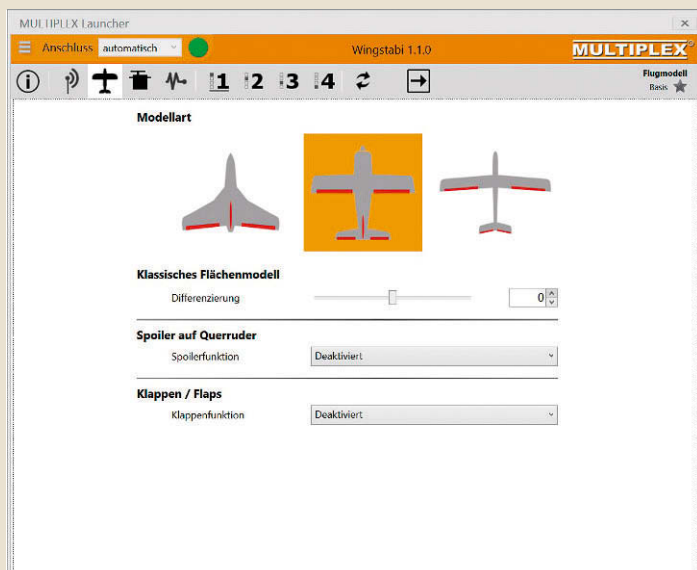 MULTIPLEX Launcher
Anschluss automatisch Wingstabi 1.1.0 MULTIPLEX
1 2 3 4 Flugmodell
Basis
Modellart
Klassisches Flächenmodell
Differenzierung 0
Spoiler auf Querruder
Spoilerfunktion Deaktiviert
Klappen / Flaps
Klappenfunktion Deaktiviert